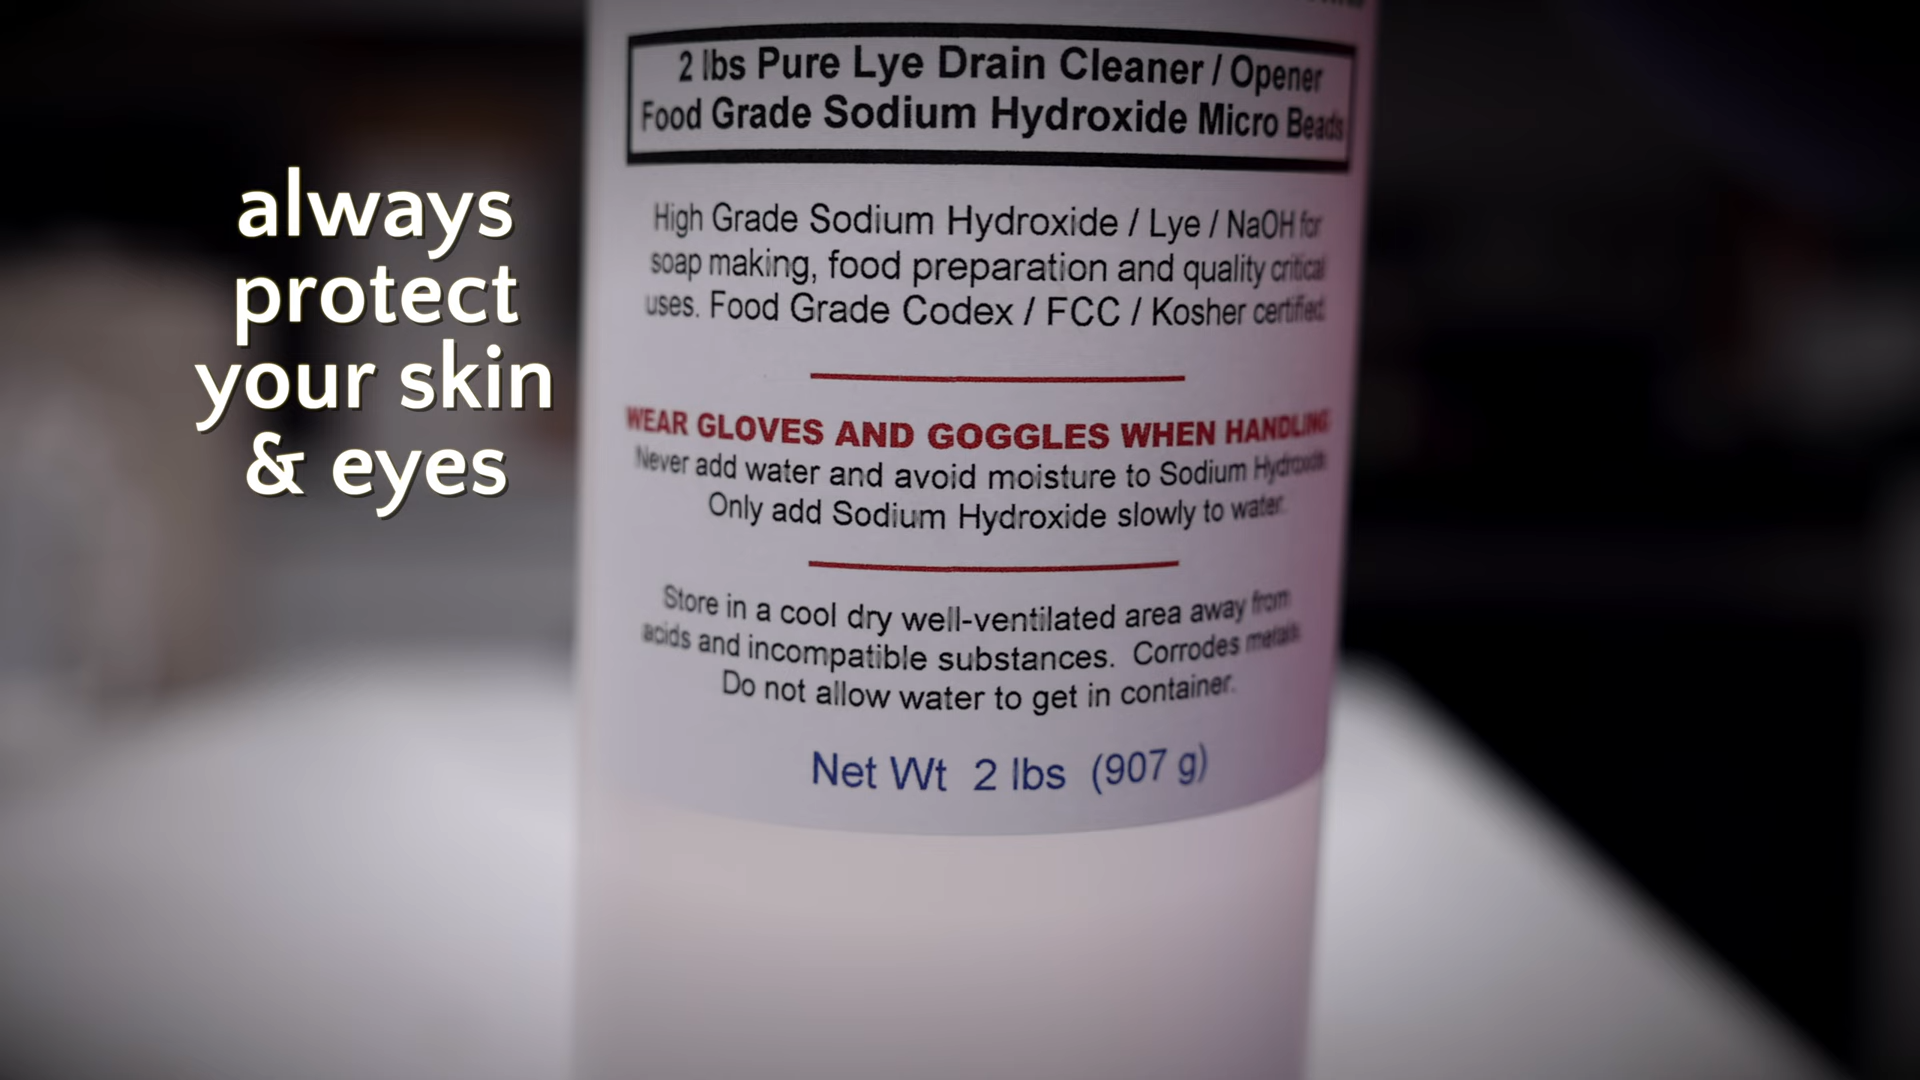 always
protect
your skin
& eyes
2 lbs Pure Lye Drain Cleaner / Opener
Food Grade Sodium Hydroxide Micro Beads
High Grade Sodium Hydroxide / Lye / NaOH for
soap making, food preparation and quality critical
uses. Food Grade Codex / FCC / Kosher certified
WEAR GLOVES AND GOGGLES WHEN HANDLING
Never add water and avoid moisture to Sodium Hydroxide
Only add Sodium Hydroxide slowly to water.
Store in a cool dry well-ventilated area away from
acids and incompatible substances. Corrodes metals
Do not allow water to get in container.
Net Wt 2 lbs (907 g)